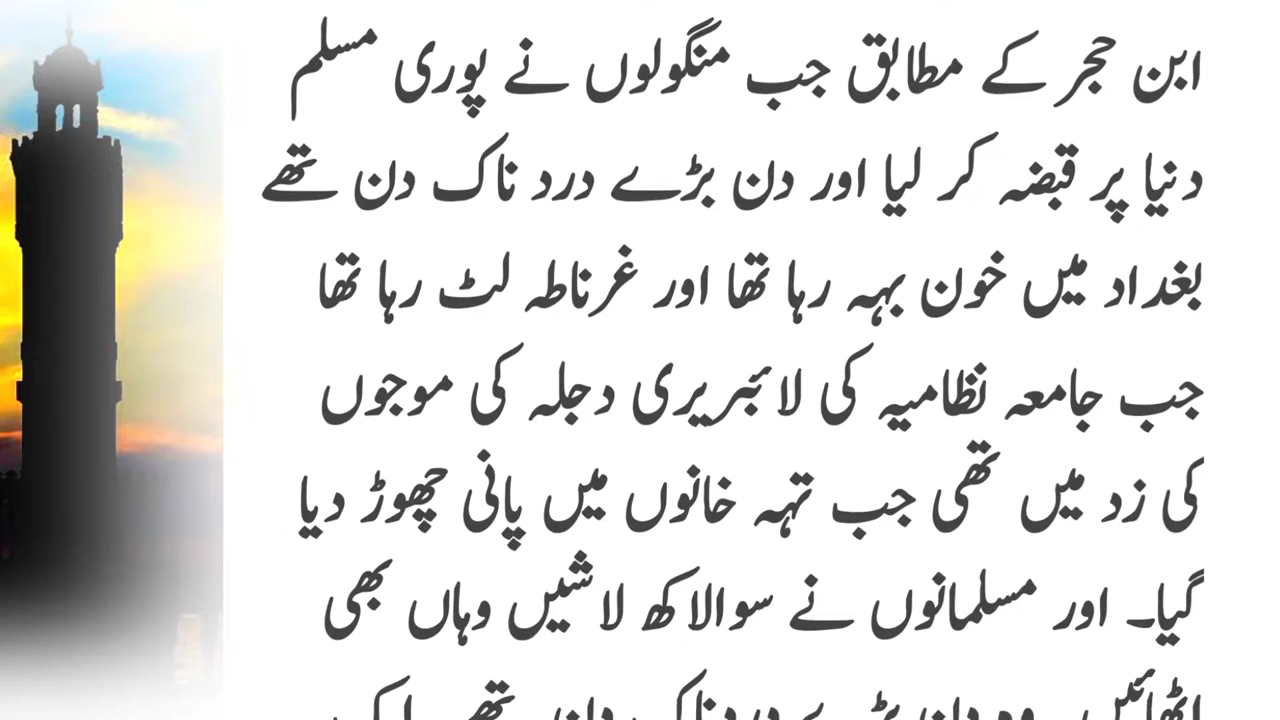 ابن حجر کے مطابق جب منگولوں نے پوری مسلم
دنیا پر قبضہ کر لیا اور دن بڑے درد ناک دن تھے
بغداد میں خون بہہ رہا تھا اور غرناطہ لٹ رہا تھا
جب جامعہ نظامیہ کی لائبریری دجلہ کی موجوں
کی زد میں تھی جب تہہ خانوں میں پانی چھوڑ دیا
گیا۔ اور مسلمانوں نے سوالاکھ لاشیں وہاں بھی